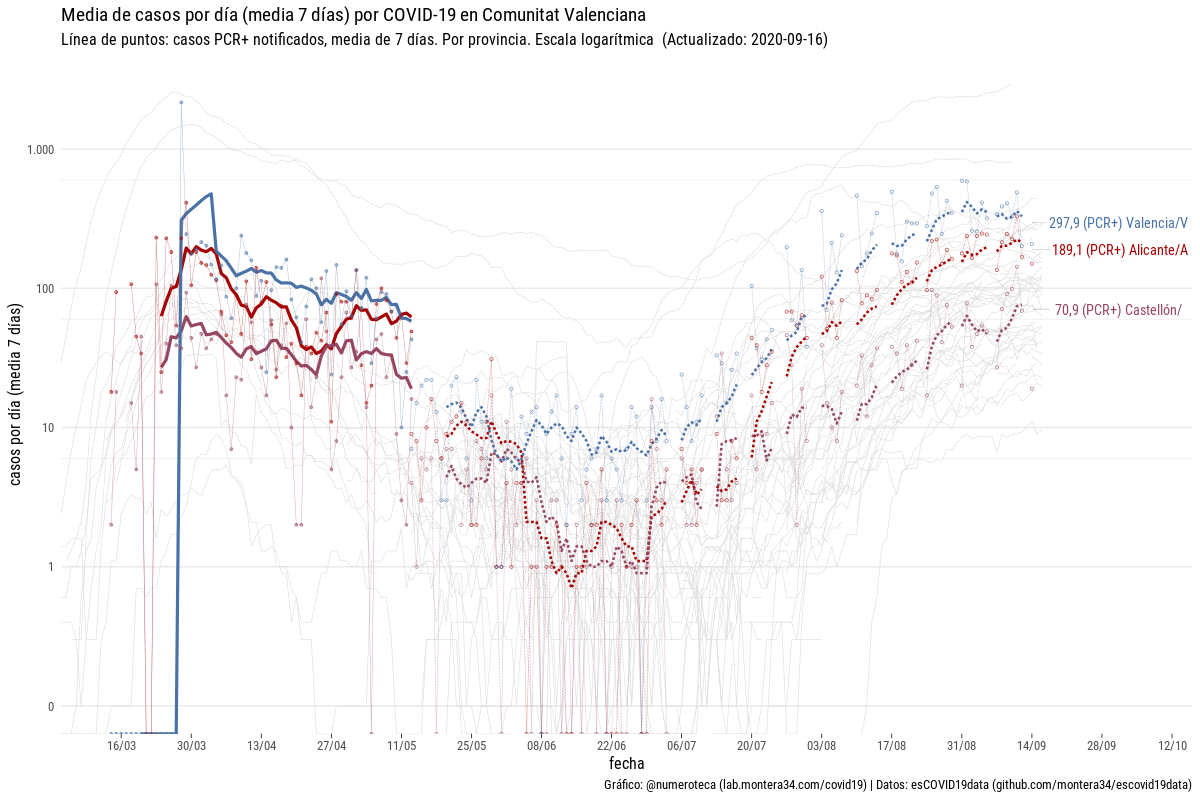 Media de casos por día (media 7 días) por COVID-19 en Comunitat Valenciana
Línea de puntos: casos PCR+ notificados, media de 7 días. Por provincia. Escala logarítmica (Actualizado: 2020-09-16)
casos por día (media 7 días)
1.000
100
10
1
0
297,9 (PCR+) Valencia/V
189,1 (PCR+) Alicante/A
70,9 (PCR+) Castellón/
16/03 30/03 13/04 27/04 11/05 25/05 08/06 22/06 06/07 20/07 03/08 17/08 31/08 14/09 28/09 12/10
fecha
Gráfico: @numeroteca (lab.montera34.com/covid19) | Datos: esCOVID19data (github.com/montera34/escovid19data)